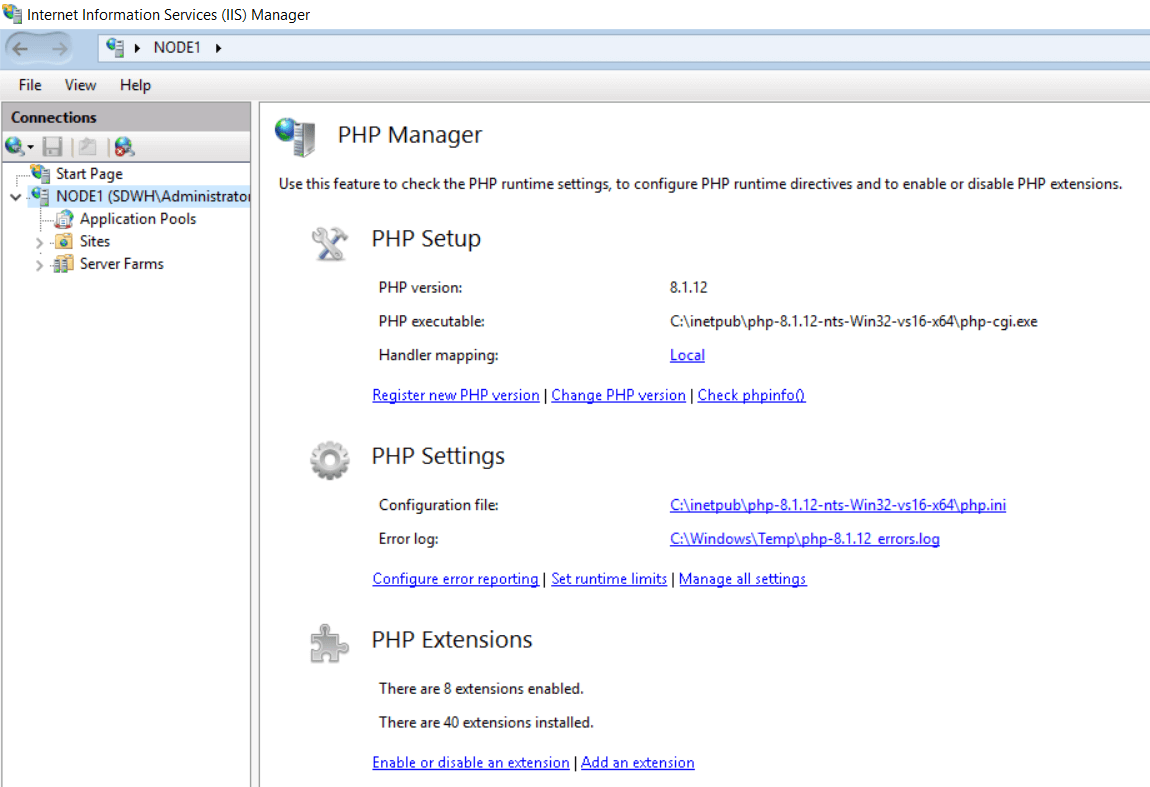 Internet Information Services (IIS) Manager
NODE1
File View Help
Connections
Start Page
NODE1 (SDWH\Administrator
Application Pools
Sites
Server Farms
PHP Manager
Use this feature to check the PHP runtime settings, to configure PHP runtime directives and to enable or disable PHP extensions.
PHP Setup
PHP version: 8.1.12
PHP executable: C:\inetpub\php-8.1.12-nts-Win32-vs16-x64\php-cgi.exe
Handler mapping: Local
Register new PHP version | Change PHP version | Check phpinfo()
PHP Settings
Configuration file: C:\inetpub\php-8.1.12-nts-Win32-vs16-x64\php.ini
Error log: C:\Windows\Temp\php-8.1.12_errors.log
Configure error reporting | Set runtime limits | Manage all settings
PHP Extensions
There are 8 extensions enabled.
There are 40 extensions installed.
Enable or disable an extension | Add an extension